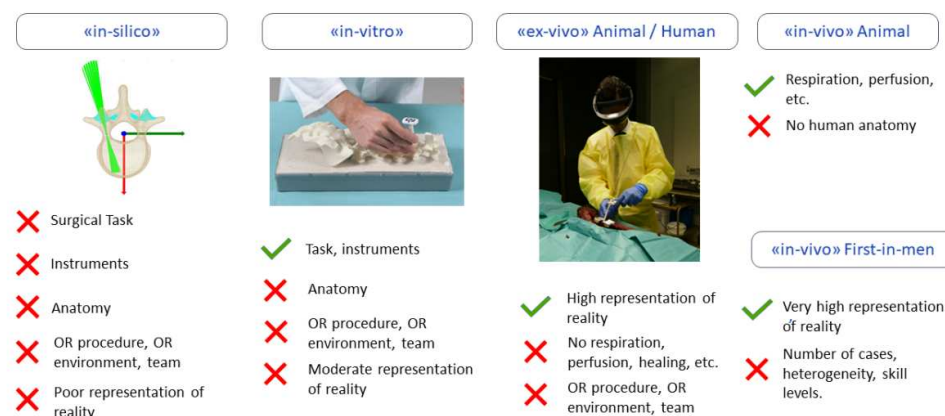 «in-silico»
Surgical Task
Instruments
Anatomy
OR procedure, OR
environment, team
Poor representation of
reality
«in-vitro»
Task, instruments
Anatomy
OR procedure, OR
environment, team
Moderate representation
of reality
«ex-vivo» Animal / Human
High representation of
reality
No respiration,
perfusion, healing, etc.
OR procedure, OR
environment, team
«in-vivo» Animal
Respiration, perfusion,
etc.
No human anatomy
«in-vivo» First-in-men
Very high representation
of reality
Number of cases,
heterogeneity, skill
levels.